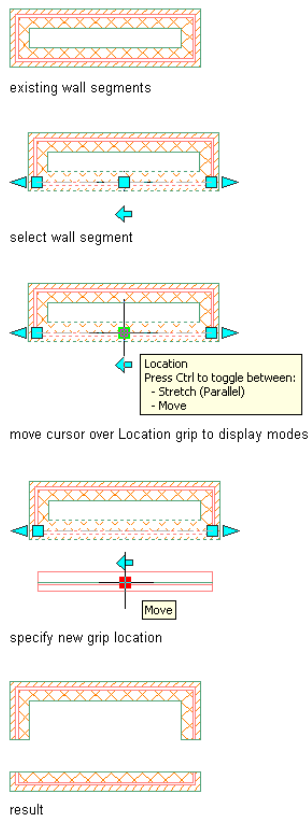 existing wall segments
select wall segment
Location
Press Ctrl to toggle between:
- Stretch (Parallel)
- Move
move cursor over Location grip to display modes
Move
specify new grip location
result